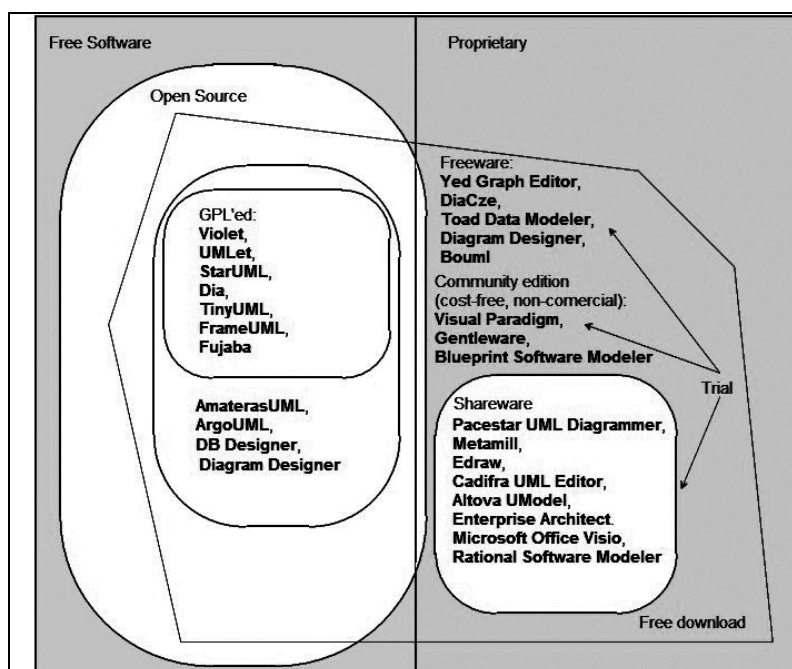 Free Software
Proprietary
Open Source
GPL'ed:
Violet,
UMLet,
StarUML,
Dia,
TinyUML,
FrameUML,
Fujaba
AmaterasUML,
ArgoUML,
DB Designer,
Diagram Designer
Freeware:
Yed Graph Editor,
DiaCze,
Toad Data Modeler,
Diagram Designer,
Bouml
Community edition
(cost-free, non-comercial):
Visual Paradigm,
Gentleware,
Blueprint Software Modeler
Trial
Shareware
Pacestar UML Diagrammer,
Metamill,
Edraw,
Cadifra UML Editor,
Altova UModel,
Enterprise Architect.
Microsoft Office Visio,
Rational Software Modeler
Free download